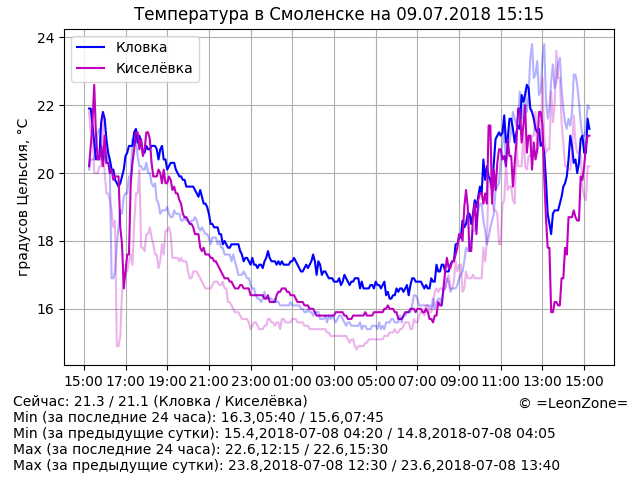 Температура в Смоленске на 09.07.2018 15:15
градусов Цельсия, °C
24
22
20
18
16
Кловка
Киселёвка
15:00 17:00 19:00 21:00 23:00 01:00 03:00 05:00 07:00 09:00 11:00 13:00 15:00
Сейчас: 21.3 / 21.1 (Кловка / Киселёвка)
© =LeonZone=
Min (за последние 24 часа): 16.3,05:40 / 15.6,07:45
Min (за предыдущие сутки): 15.4,2018-07-08 04:20 / 14.8,2018-07-08 04:05
Max (за последние 24 часа): 22.6,12:15 / 22.6,15:30
Max (за предыдущие сутки): 23.8,2018-07-08 12:30 / 23.6,2018-07-08 13:40